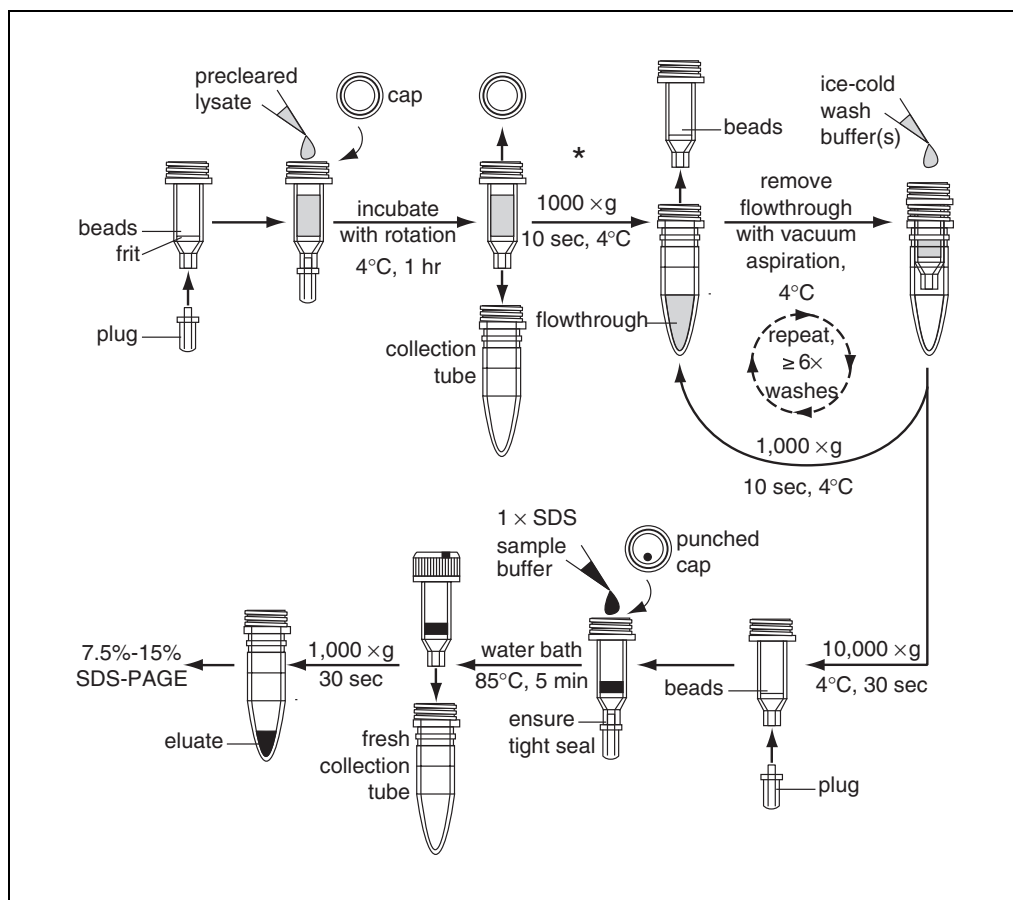 precleared
lysate
cap
beads
frit
plug
incubate
with rotation
4°C, 1 hr
collection
tube
*
1000 ×g
10 sec, 4°C
beads
flowthrough
remove
flowthrough
with vacuum
aspiration,
4°C
repeat,
≥ 6×
washes
ice-cold
wash
buffer(s)
1,000 ×g
10 sec, 4°C
10,000 ×g
4°C, 30 sec
beads
plug
1 × SDS
sample
buffer
punched
cap
ensure
tight seal
water bath
85°C, 5 min
fresh
collection
tube
1,000 ×g
30 sec
eluate
7.5%-15%
SDS-PAGE